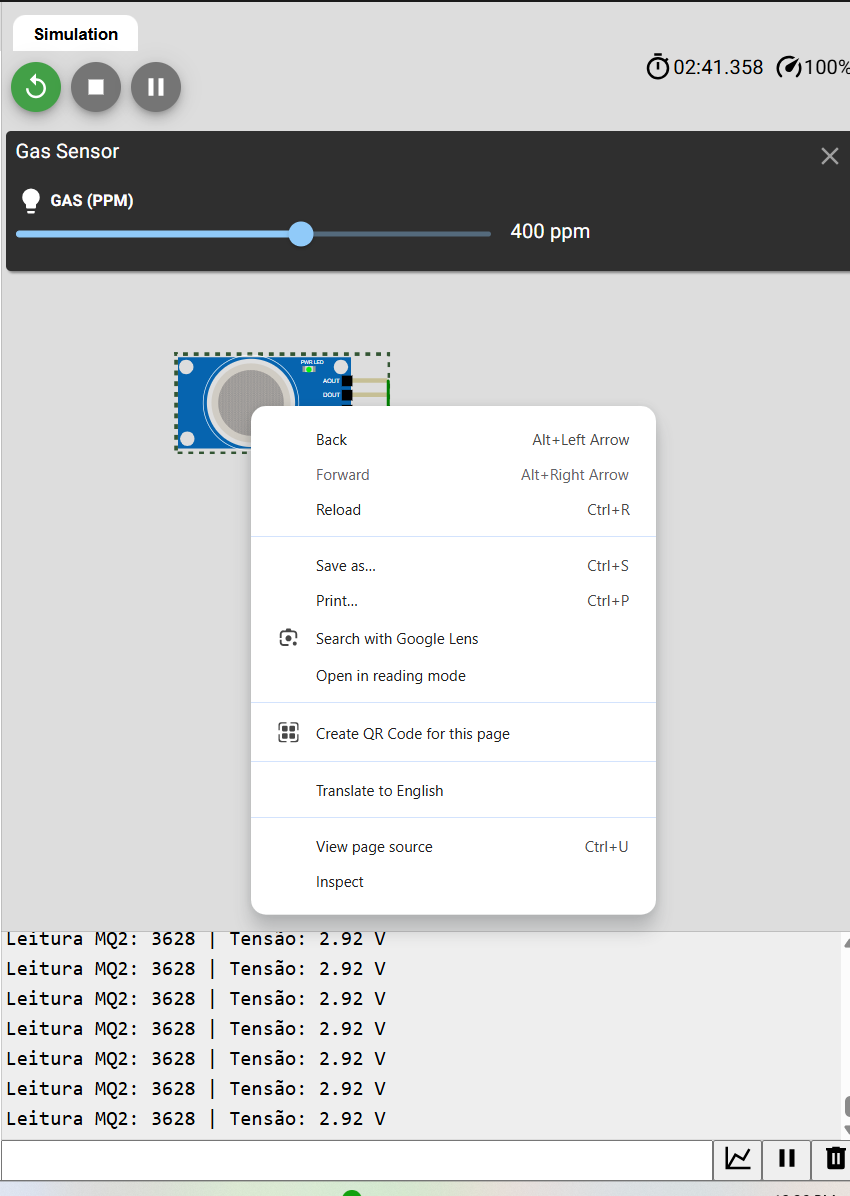 Simulation
02:41.358 100%
Gas Sensor
GAS (PPM)
400 ppm
PWR LED
AOUT
DOUT
Back Alt+Left Arrow
Forward Alt+Right Arrow
Reload Ctrl+R
Save as... Ctrl+S
Print... Ctrl+P
Search with Google Lens
Open in reading mode
Create QR Code for this page
Translate to English
View page source Ctrl+U
Inspect
Leitura MQ2: 3628 | Tensão: 2.92 V
Leitura MQ2: 3628 | Tensão: 2.92 V
Leitura MQ2: 3628 | Tensão: 2.92 V
Leitura MQ2: 3628 | Tensão: 2.92 V
Leitura MQ2: 3628 | Tensão: 2.92 V
Leitura MQ2: 3628 | Tensão: 2.92 V
Leitura MQ2: 3628 | Tensão: 2.92 V